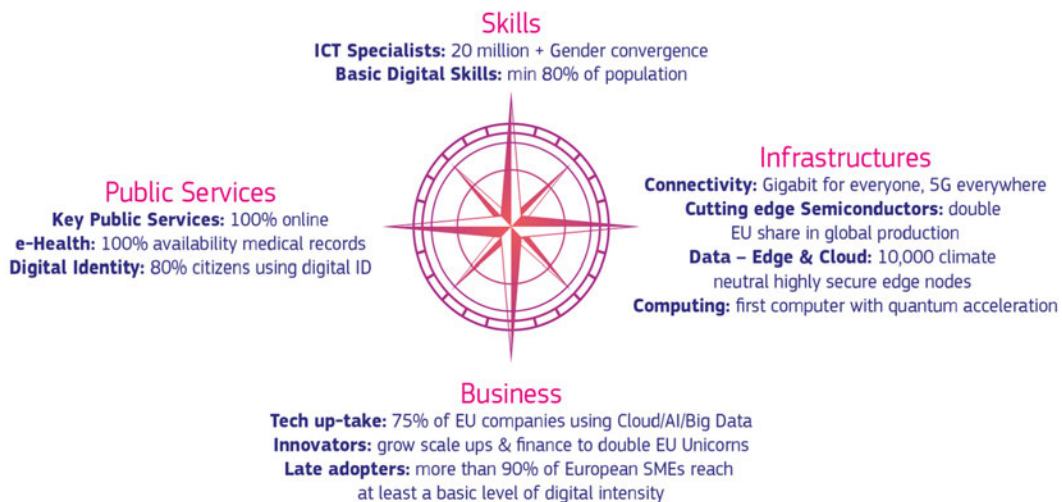 Skills
ICT Specialists: 20 million + Gender convergence
Basic Digital Skills: min 80% of population
Public Services
Key Public Services: 100% online
e-Health: 100% availability medical records
Digital Identity: 80% citizens using digital ID
Infrastructures
Connectivity: Gigabit for everyone, 5G everywhere
Cutting edge Semiconductors: double
EU share in global production
Data – Edge & Cloud: 10,000 climate
neutral highly secure edge nodes
Computing: first computer with quantum acceleration
Business
Tech up-take: 75% of EU companies using Cloud/AI/Big Data
Innovators: grow scale ups & finance to double EU Unicorns
Late adopters: more than 90% of European SMEs reach
at least a basic level of digital intensity